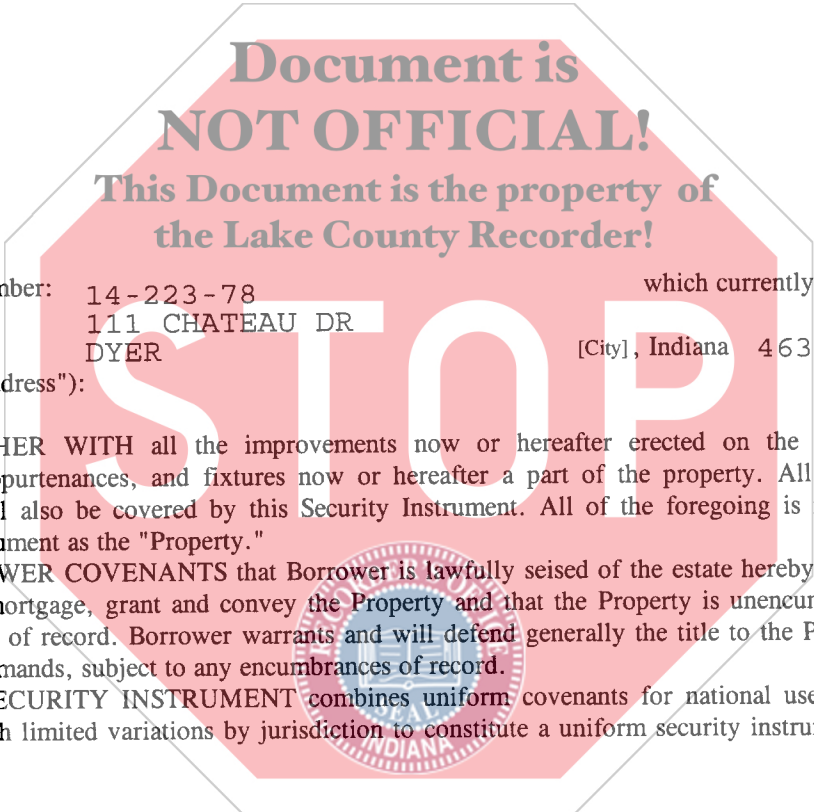 Document is
NOT OFFICIAL!
This Document is the property of
the Lake County Recorder!
mber: 14-223-78 which currently
111 CHATEAU DR
DYER [City], Indiana 463
dress"):
HER WITH all the improvements now or hereafter erected on the
purtenances, and fixtures now or hereafter a part of the property. All
l also be covered by this Security Instrument. All of the foregoing is
ument as the "Property."
WER COVENANTS that Borrower is lawfully seised of the estate hereby
mortgage, grant and convey the Property and that the Property is unencum
of record. Borrower warrants and will defend generally the title to the P
mands, subject to any encumbrances of record.
ECURITY INSTRUMENT combines uniform covenants for national use
h limited variations by jurisdiction to constitute a uniform security instru
STOP
SEAL
INDIANA